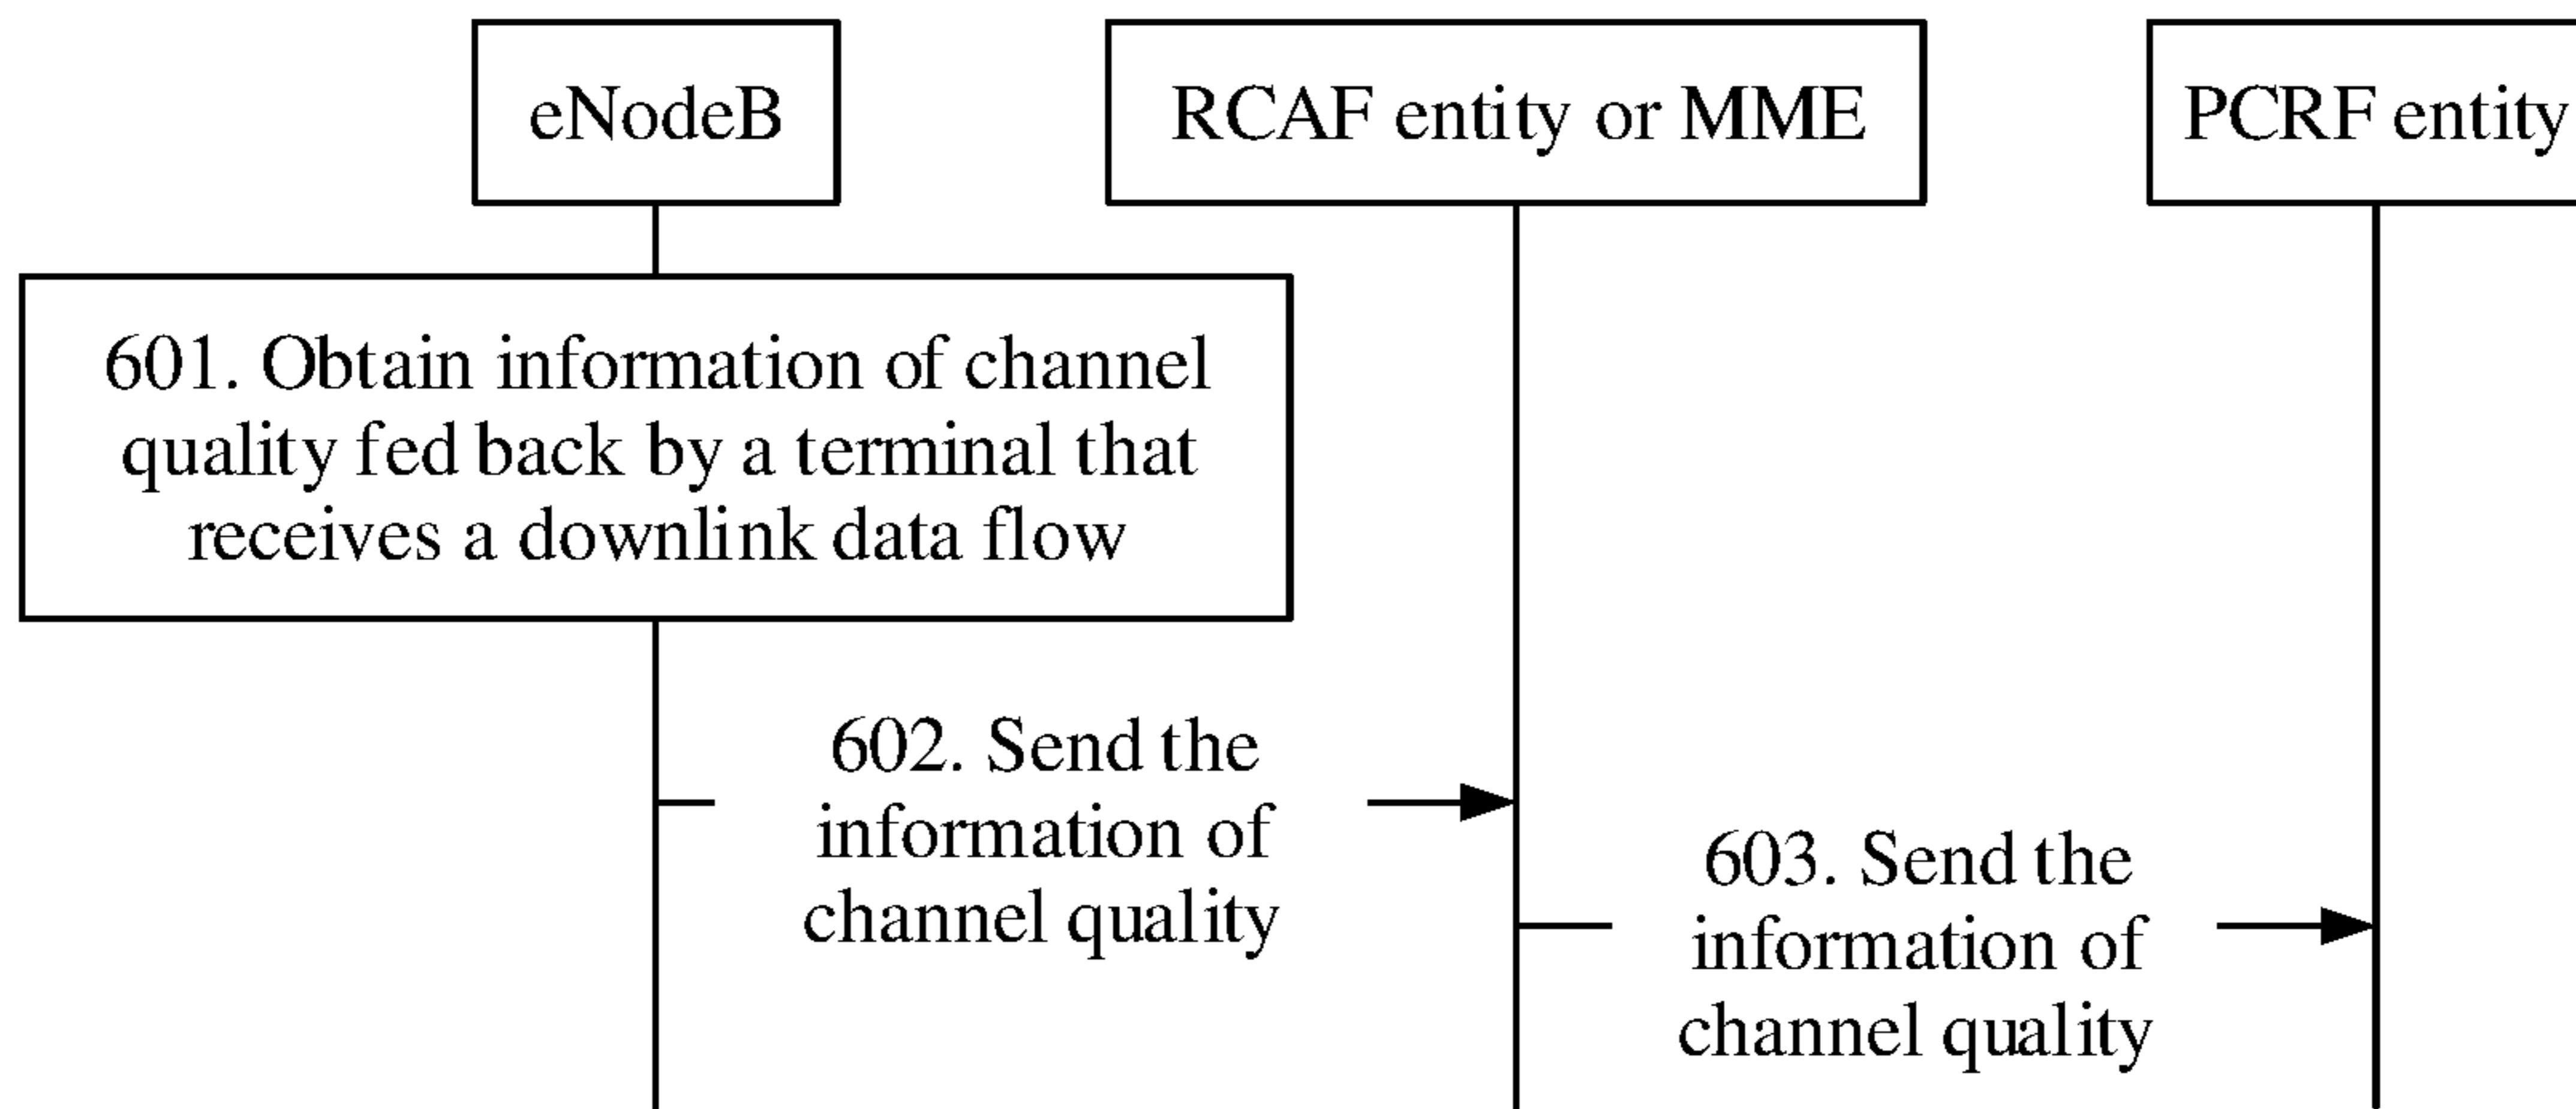 eNodeB
RCAF entity or MME
PCRF entity
601. Obtain information of channel
quality fed back by a terminal that
receives a downlink data flow
602. Send the
information of
channel quality
603. Send the
information of
channel quality